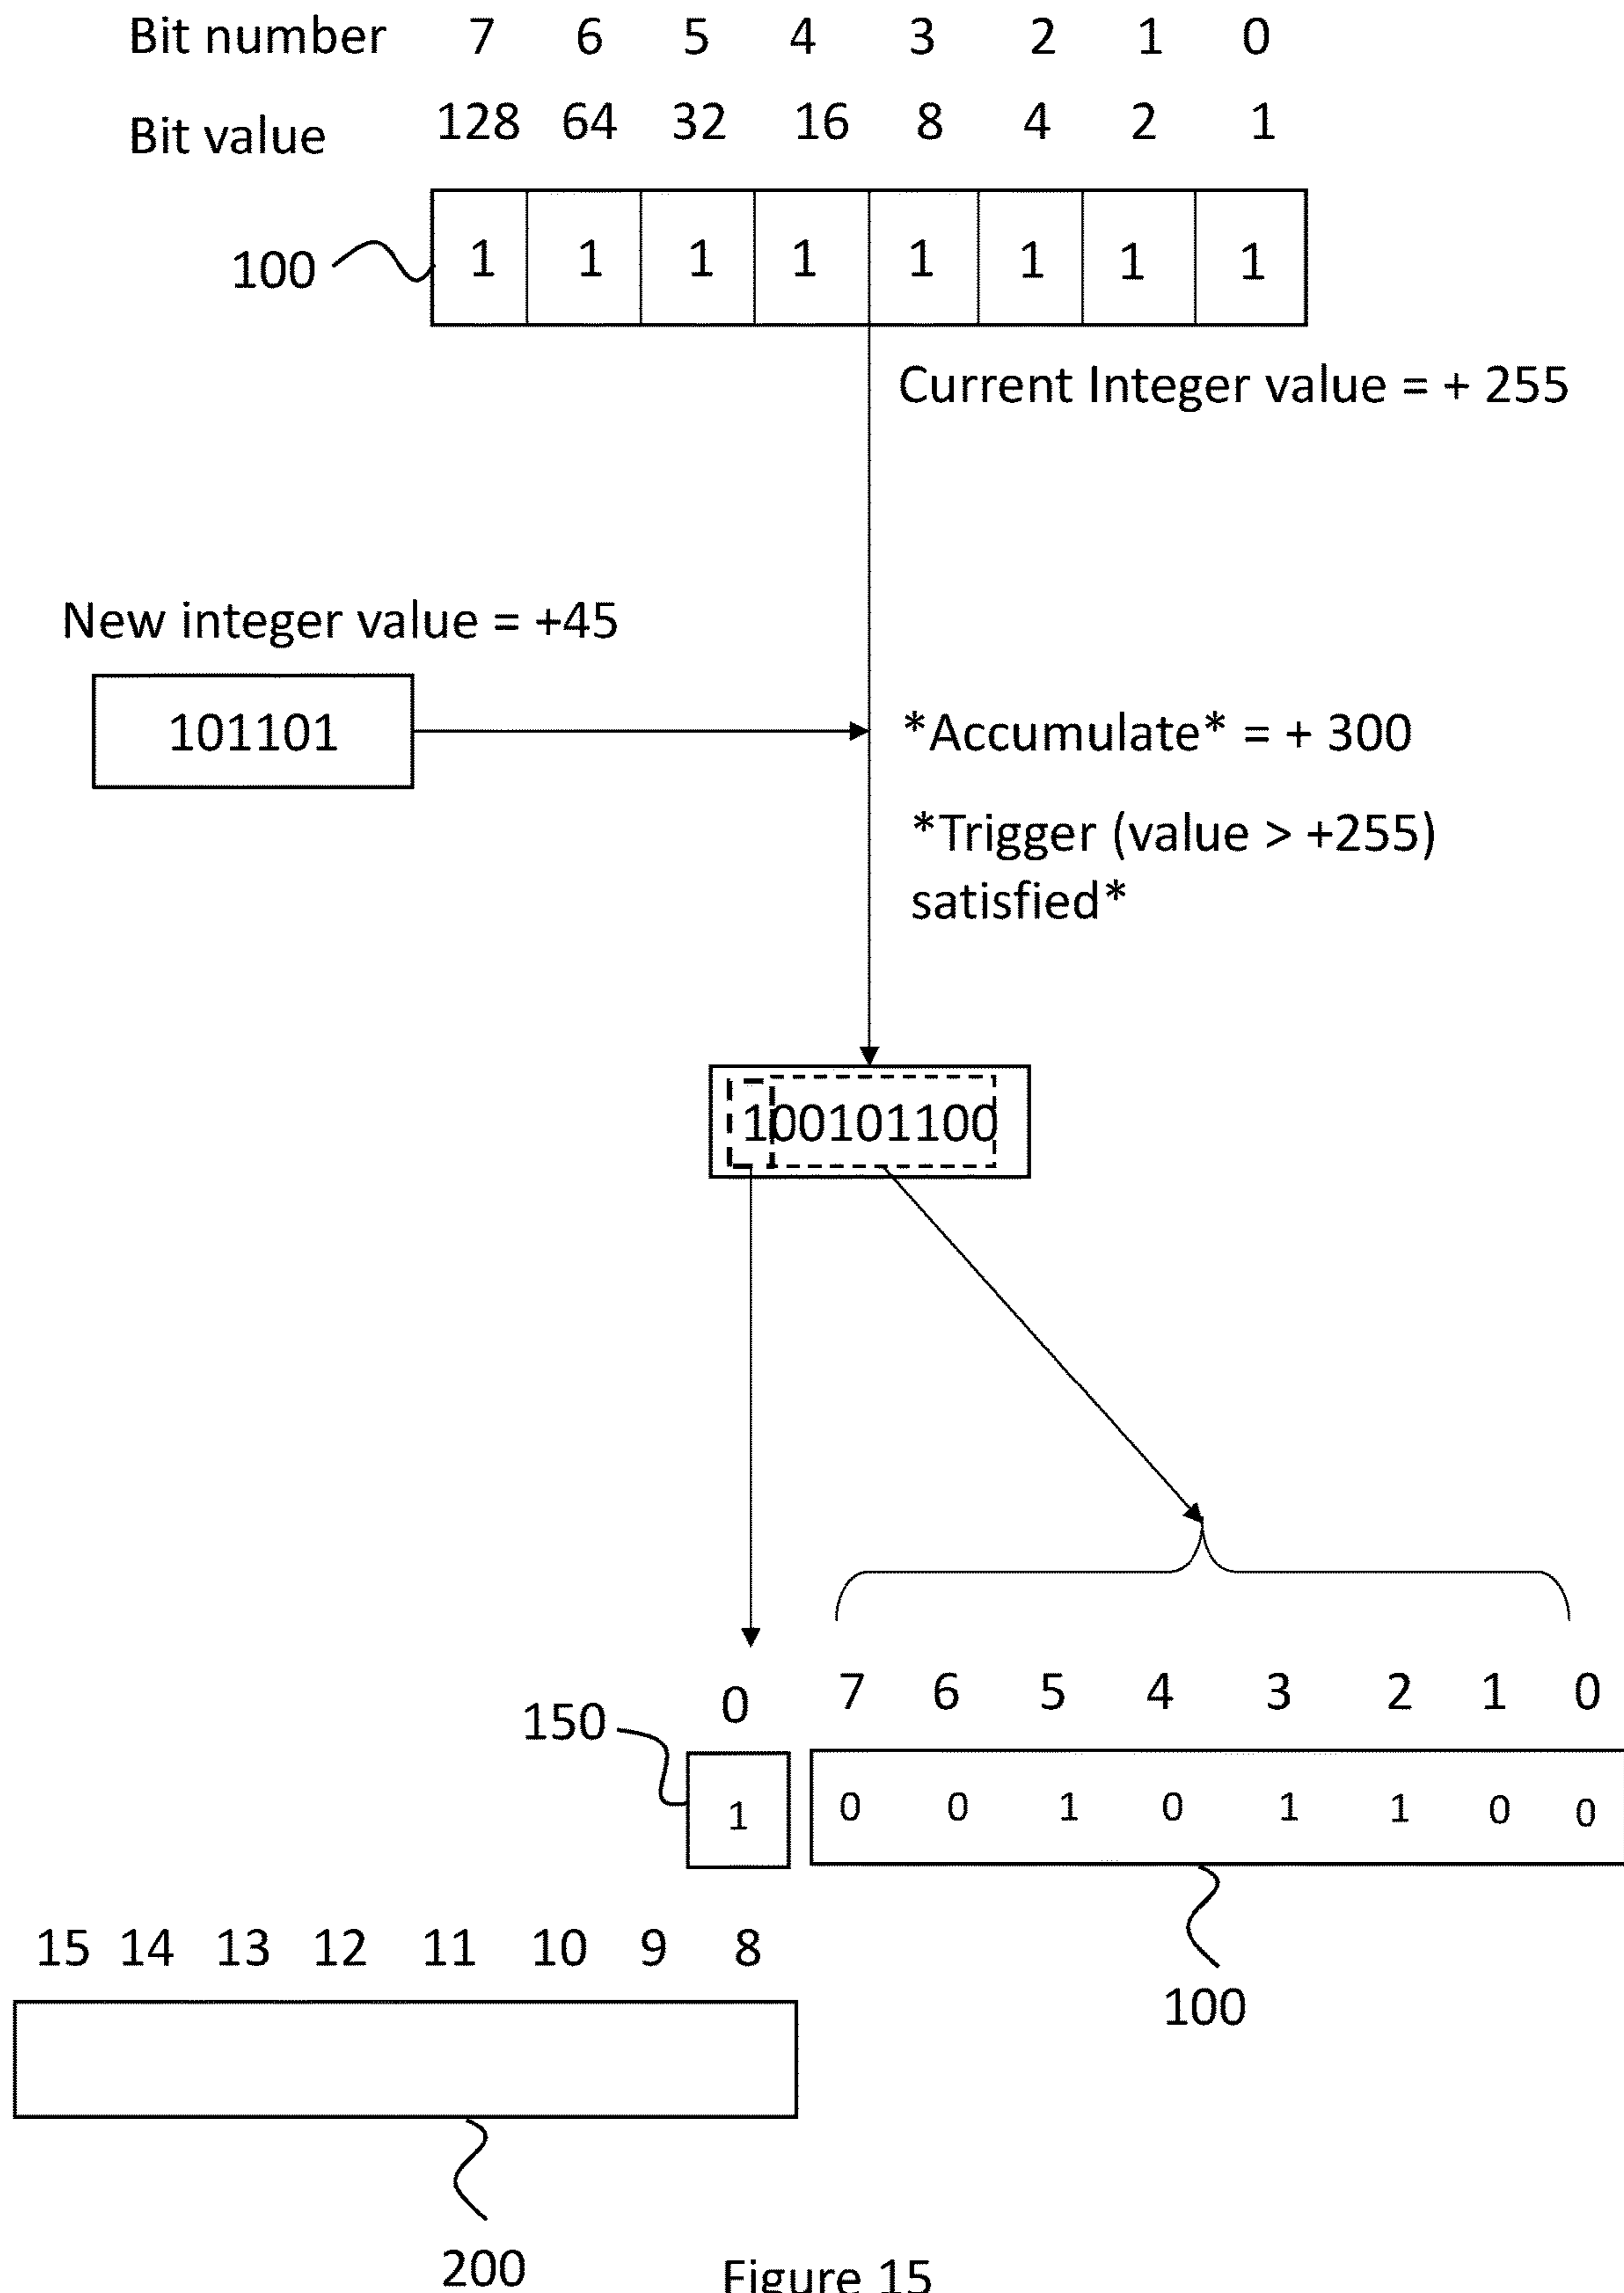 Bit number 7 6 5 4 3 2 1 0
Bit value 128 64 32 16 8 4 2 1
100 1 1 1 1 1 1 1 1
Current Integer value = + 255
New integer value = +45
101101
*Accumulate* = + 300
*Trigger (value > +255)
satisfied*
100101100
0 7 6 5 4 3 2 1 0
150
1 0 0 1 0 1 1 0 0
15 14 13 12 11 10 9 8
100
200
Figure 15